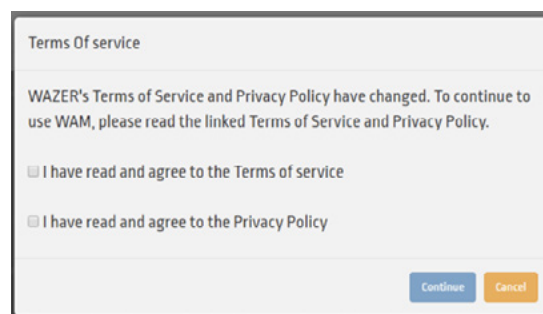 Terms Of service
WAZER's Terms of Service and Privacy Policy have changed. To continue to
use WAM, please read the linked Terms of Service and Privacy Policy.
I have read and agree to the Terms of service
I have read and agree to the Privacy Policy
Continue Cancel